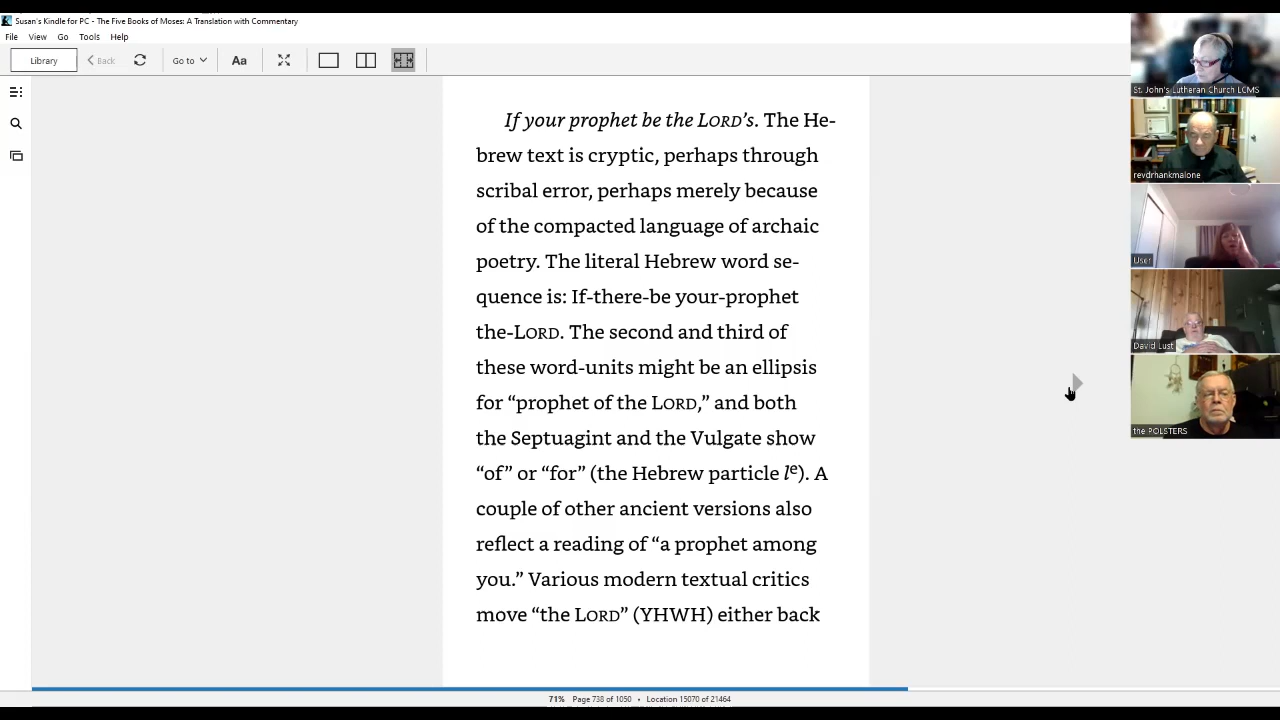 Susan's Kindle for PC - The Five Books of Moses: A Translation with Commentary
File View Go Tools Help
Library Back Go to Aa
If your prophet be the LORD's. The He-
brew text is cryptic, perhaps through
scribal error, perhaps merely because
of the compacted language of archaic
poetry. The literal Hebrew word se-
quence is: If-there-be your-prophet
the-LORD. The second and third of
these word-units might be an ellipsis
for “prophet of the LORD,” and both
the Septuagint and the Vulgate show
“of” or “for” (the Hebrew particle lᵉ). A
couple of other ancient versions also
reflect a reading of “a prophet among
you.” Various modern textual critics
move “the LORD” (YHWH) either back
71% Page 738 of 1050 • Location 15070 of 21464
St. John's Lutheran Church LCMS
revdrhankmalone
User
David Lust
the POLSTERS